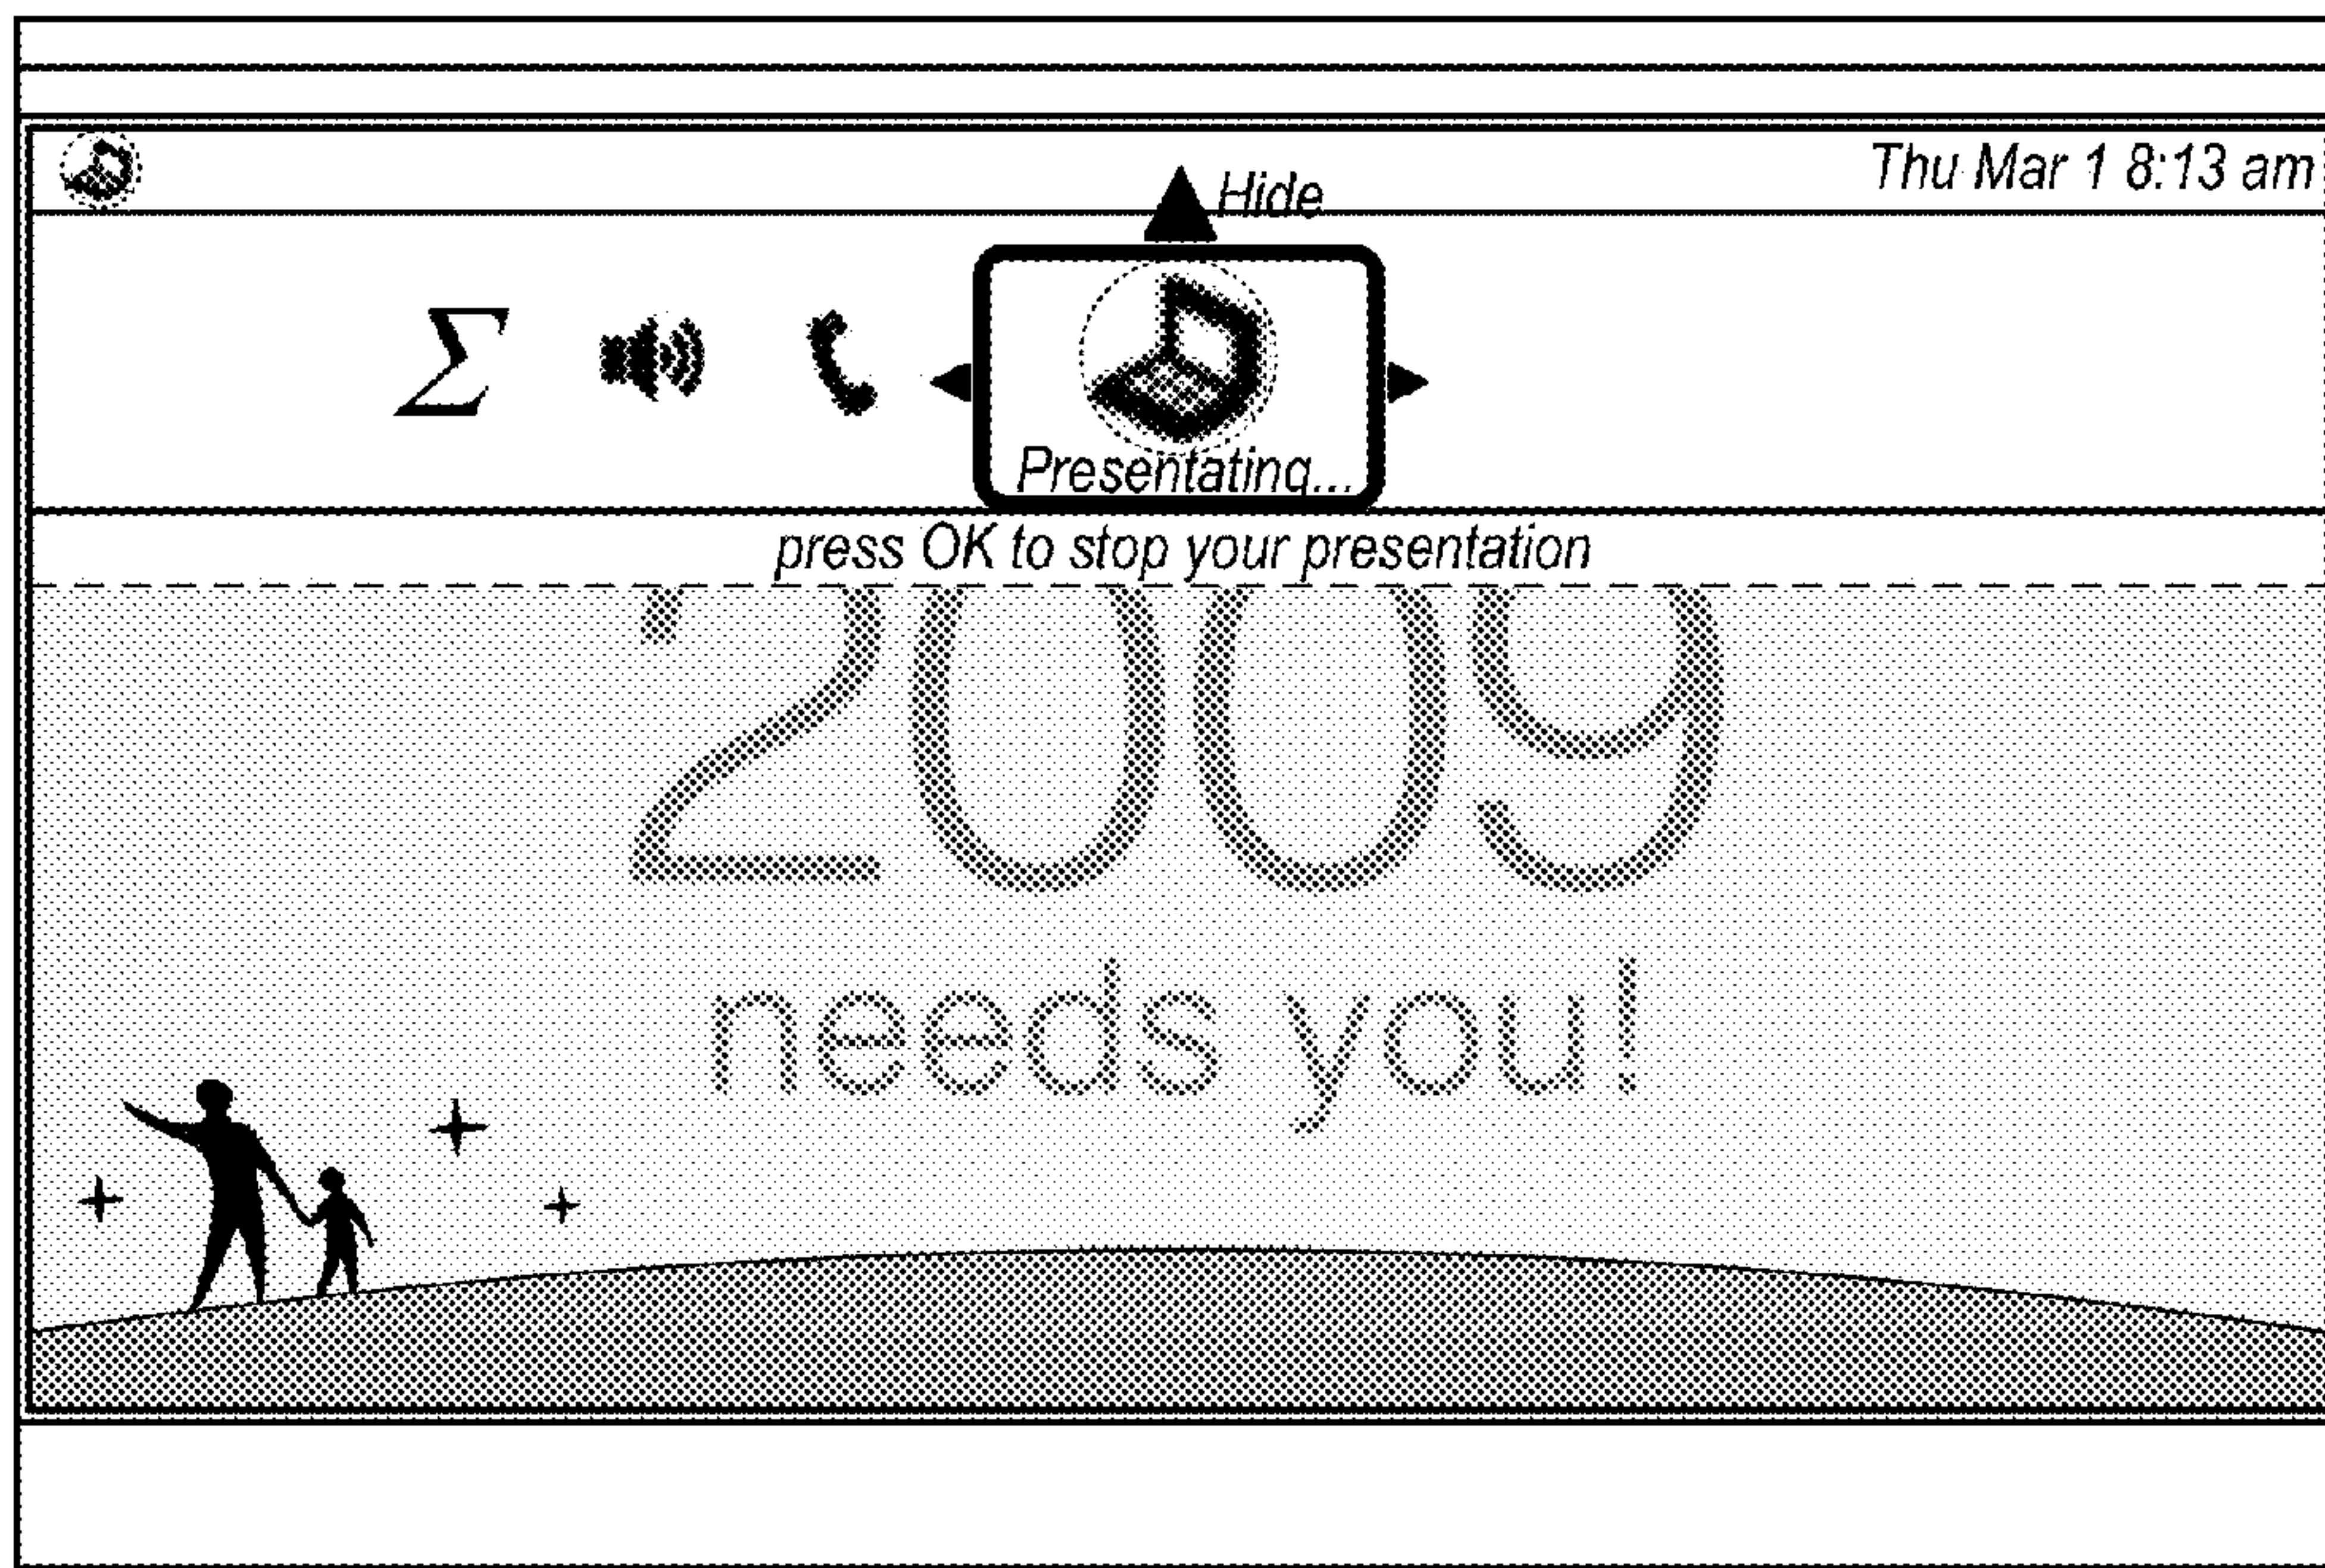 Thu Mar 1 8:13 am
Hide
Σ
Presentating...
press OK to stop your presentation
2009
needs you!